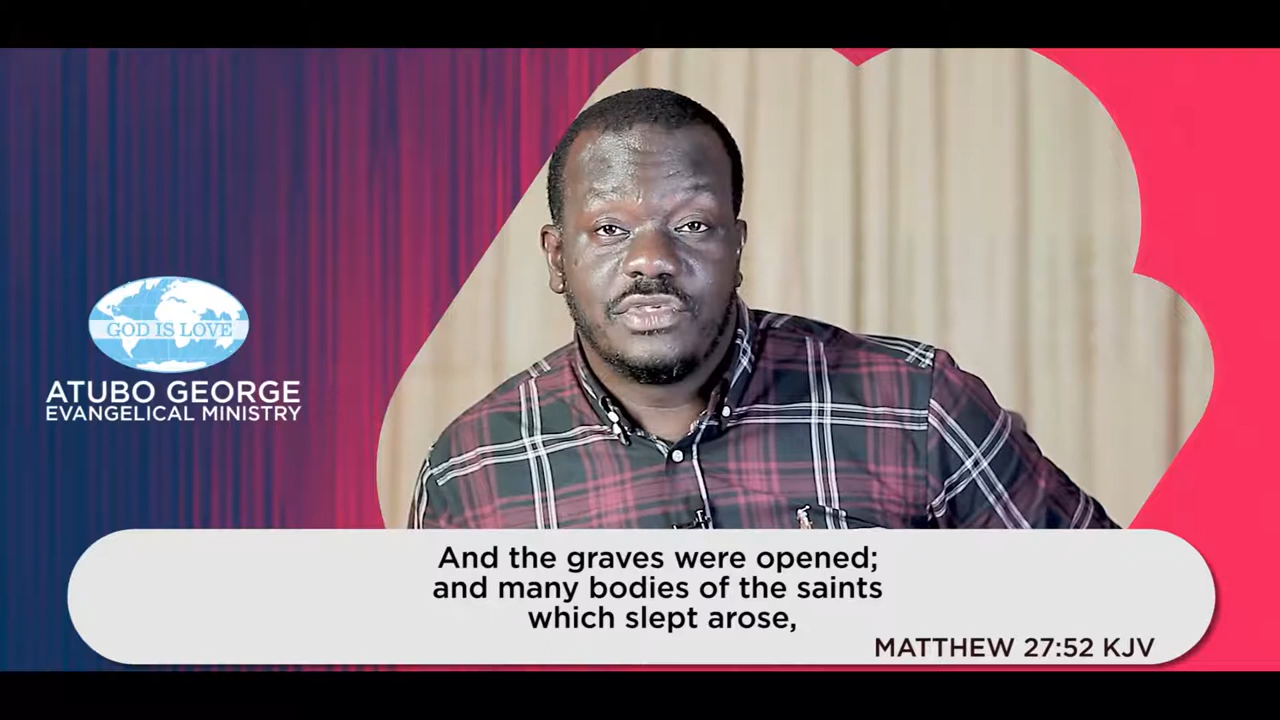 GOD IS LOVE
ATUBO GEORGE
EVANGELICAL MINISTRY
And the graves were opened;
and many bodies of the saints
which slept arose,
MATTHEW 27:52 KJV